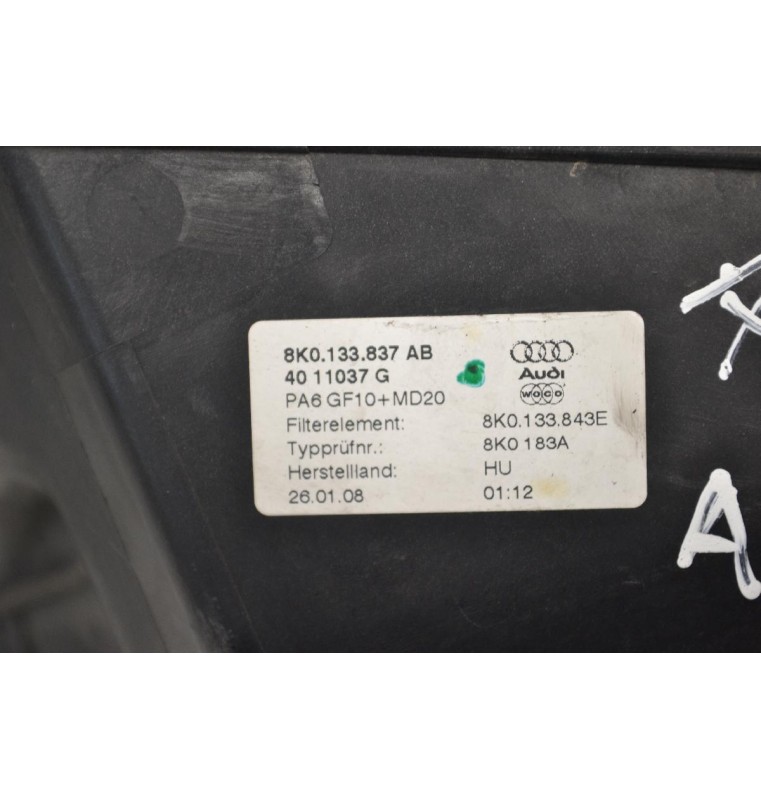 8K0.133.837 AB
40 11037 G
Audi
PA6 GF10+MD20
WOCO
Filterelement: 8K0.133.843E
Typprüfnr.: 8K0 183A
Herstellland: HU
26.01.08 01:12
A